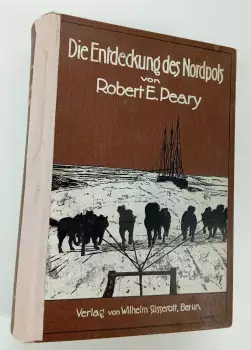 Die Entdeckung des Nordpols
von
Robert E. Peary
Verlag von Wilhelm Süsserott, Berlin